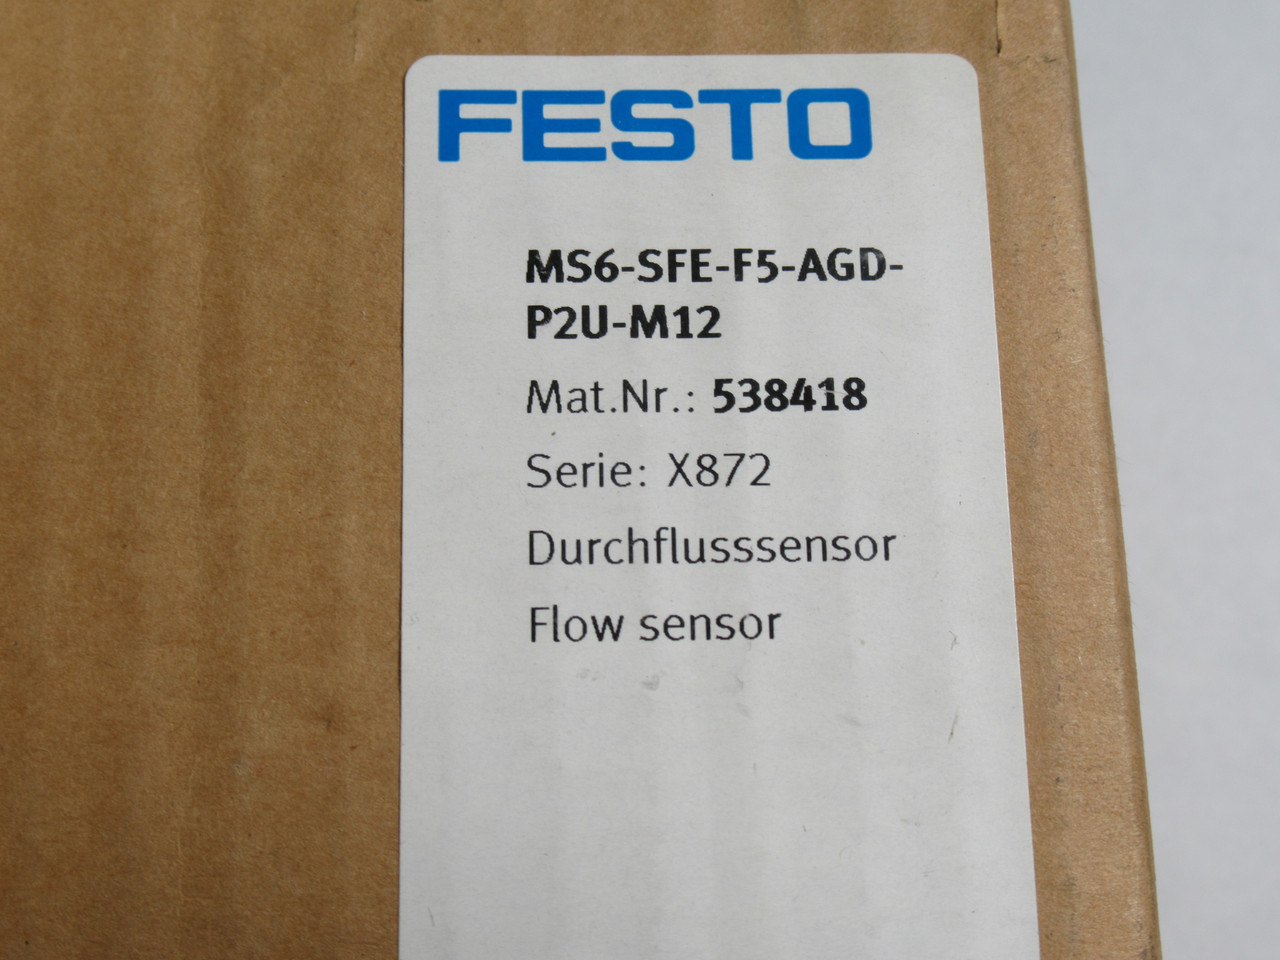 FESTO
MS6-SFE-F5-AGD-
P2U-M12
Mat.Nr.: 538418
Serie: X872
Durchflusssensor
Flow sensor